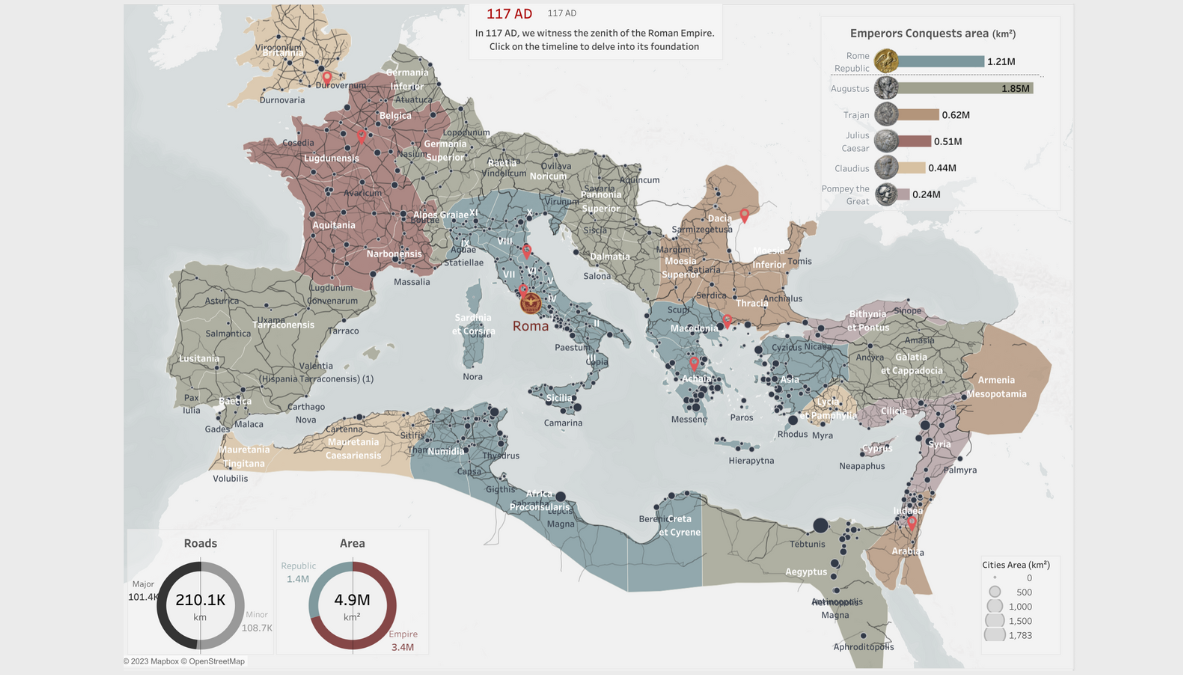 117 AD
117 AD
In 117 AD, we witness the zenith of the Roman Empire.
Click on the timeline to delve into its foundation
Emperors Conquests area (km²)
Rome
Republic
1.21M
Augustus
1.85M
Trajan
0.62M
Julius
Caesar
0.51M
Claudius
0.44M
Pompey the
Great
0.24M
Viroconium
Britannia
Durovernum
Durnovaria
Germania
Inferior
Atuatuca
Belgica
Cosedia
Lugdunensis
Nasium
Germania
Superior
Lopodunum
Raetia
Vindelicum
Ovilava
Noricum
Virunum
Savaria
Aquincum
Pannonia
Superior
Siscia
Avaricum
Aquitania
Alpes Graiae
XI
X
IX
VIII
Aquae
Statiellae
VII
VI
V
IV
II
III
Narbonensis
Massalia
Dalmatia
Salona
Dacia
Sarmizegetusa
Margum
Moesia
Superior
Ratiaria
Moesia
Inferior
Tomis
Serdica
Thracia
Anchialus
Scupi
Macedonia
Lugdunum
Convenarum
Asturica
Uxama
Tarraconensis
Salmantica
Tarraco
Lusitania
Valentia
(Hispania Tarraconensis) (1)
Pax
Iulia
Baetica
Gades
Malaca
Carthago
Nova
Sardinia
et Corsira
Nora
Roma
Paestum
Copia
Sicilia
Camarina
Achaia
Messene
Paros
Hierapytna
Cyzicus
Nicaea
Asia
Rhodus
Myra
Lycia
et Pamphylia
Bithynia
et Pontus
Sinope
Amasia
Ancyra
Galatia
et Cappadocia
Armenia
Mesopotamia
Cilicia
Cyprus
Neapaphus
Syria
Palmyra
Iudaea
Arabia
Mauretania
Tingitana
Volubilis
Cartenna
Mauretania
Caesariensis
Sitifis
Numidia
Thysdrus
Capsa
Gigthis
Sabratha
Africa
Proconsularis
Leptis
Magna
Creta
et Cyrene
Tebtunis
Aegyptus
Magna
Aphroditopolis
Roads
Major
101.4K
210.1K
km
Minor
108.7K
Area
Republic
1.4M
4.9M
km²
Empire
3.4M
Cities Area (km²)
0
500
1,000
1,500
1,783
© 2023 Mapbox © OpenStreetMap